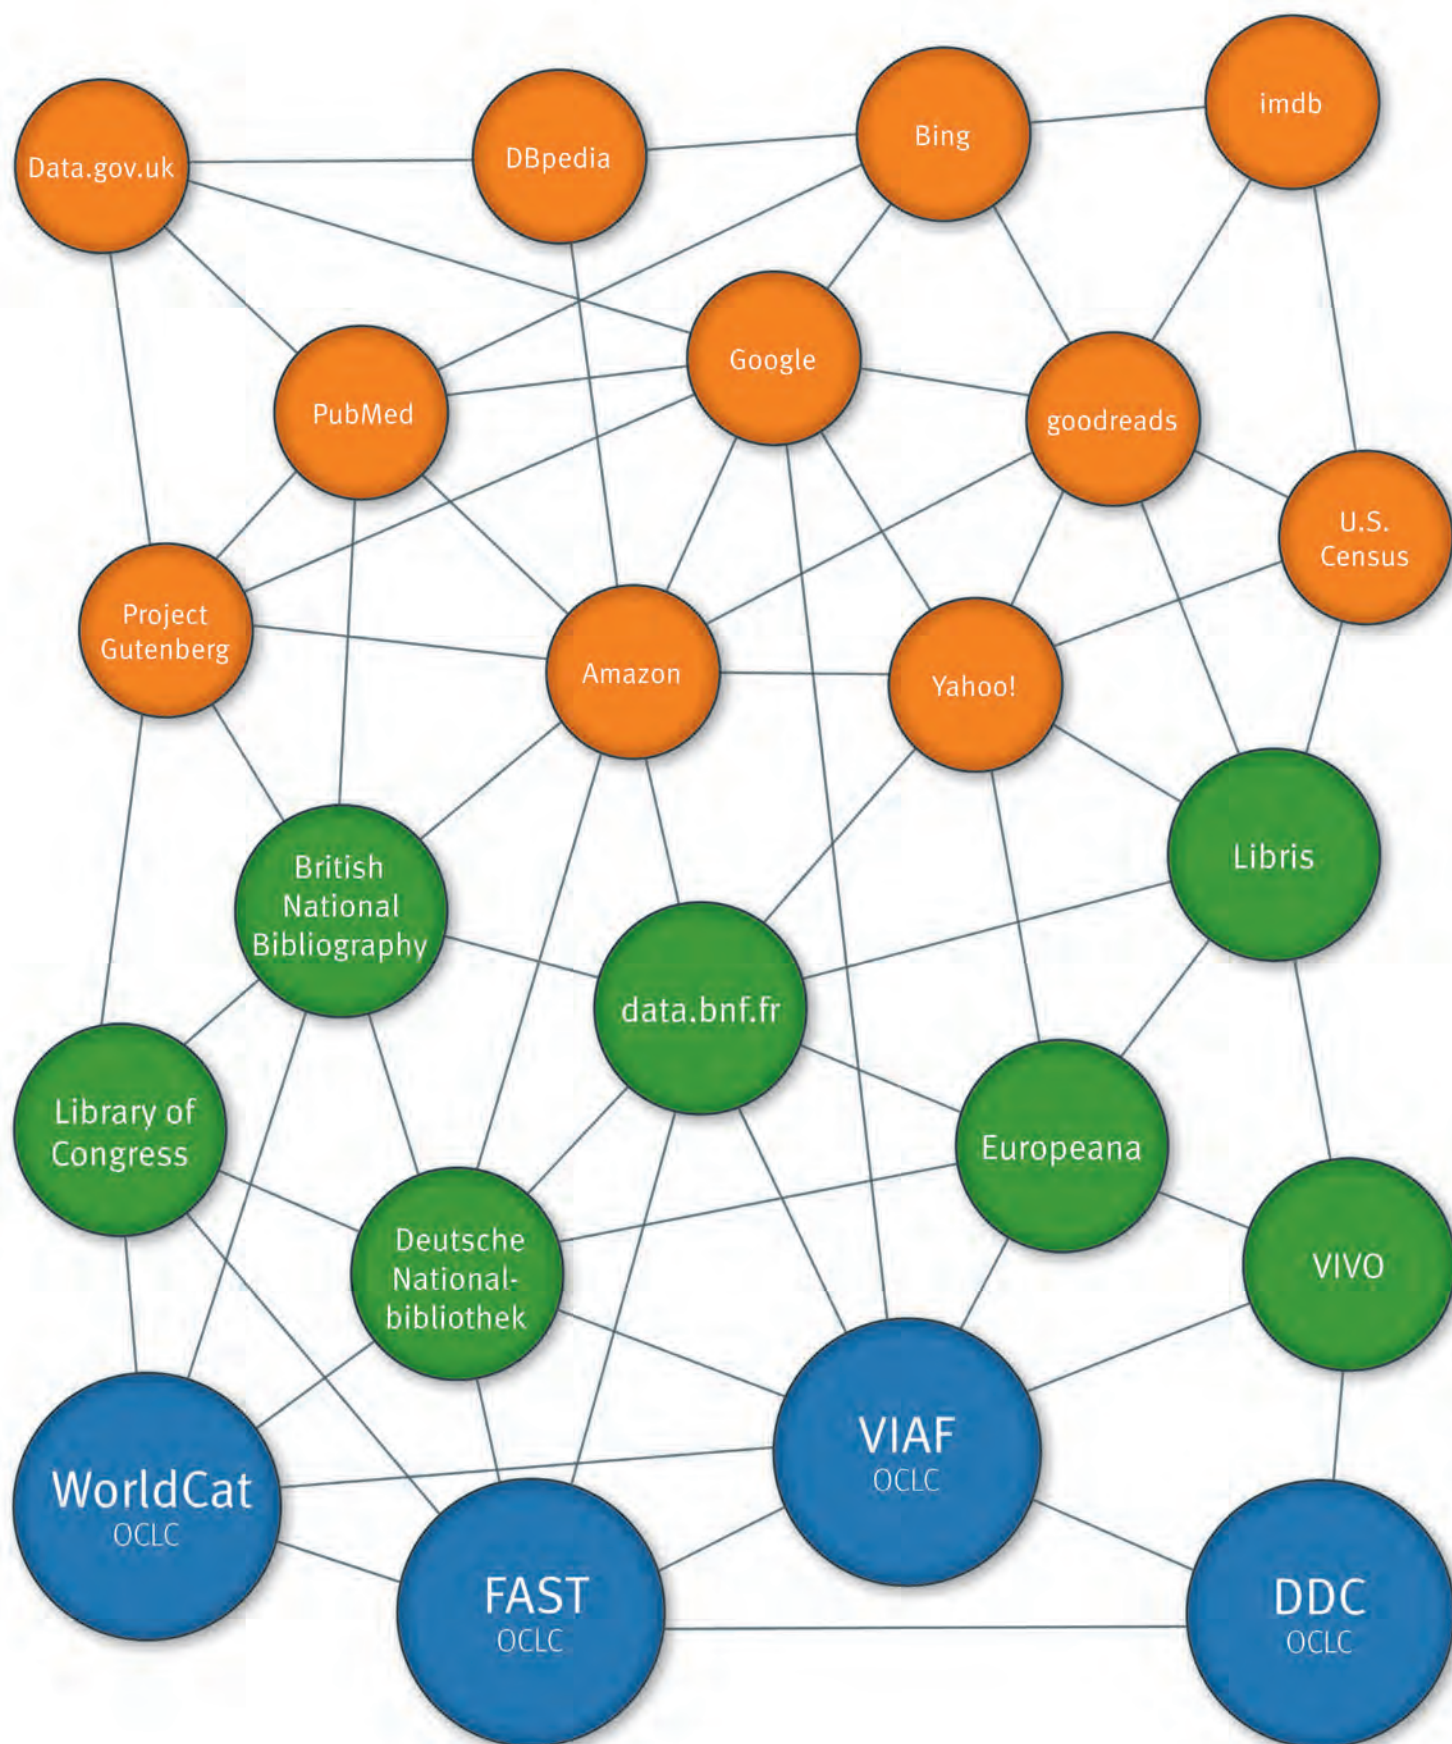 imdb
Bing
DBpedia
Data.gov.uk
Google
PubMed
goodreads
U.S.
Census
Project
Gutenberg
Amazon
Yahoo!
British
National
Bibliography
Libris
data.bnf.fr
Library of
Congress
Europeana
Deutsche
National-
bibliothek
VIVO
VIAF
OCLC
WorldCat
OCLC
FAST
OCLC
DDC
OCLC